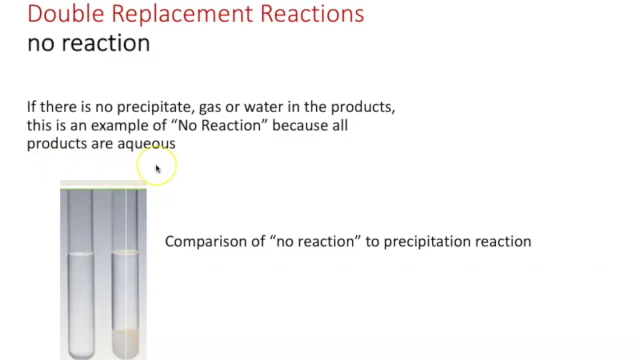 Double Replacement Reactions
no reaction
If there is no precipitate, gas or water in the products,
this is an example of “No Reaction” because all
products are aqueous
Comparison of “no reaction” to precipitation reaction